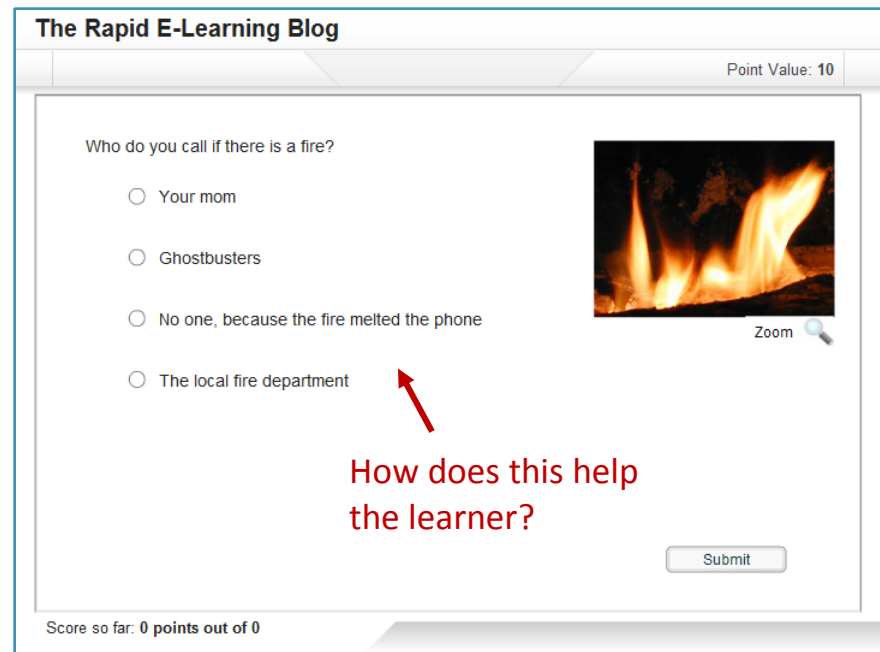 The Rapid E-Learning Blog
Point Value: 10
Who do you call if there is a fire?
Your mom
Ghostbusters
No one, because the fire melted the phone
Zoom
The local fire department
How does this help
the learner?
Submit
Score so far: 0 points out of 0